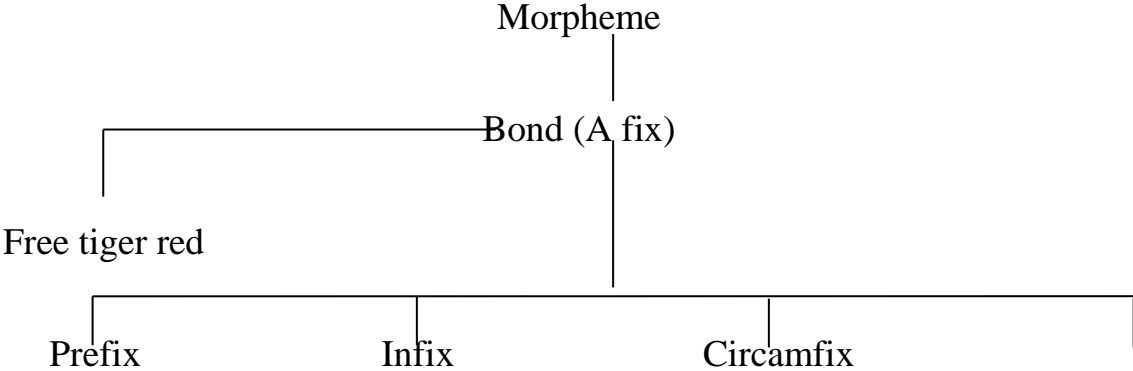 Morpheme
Bond (A fix)
Free tiger red
Prefix Infix Circamfix